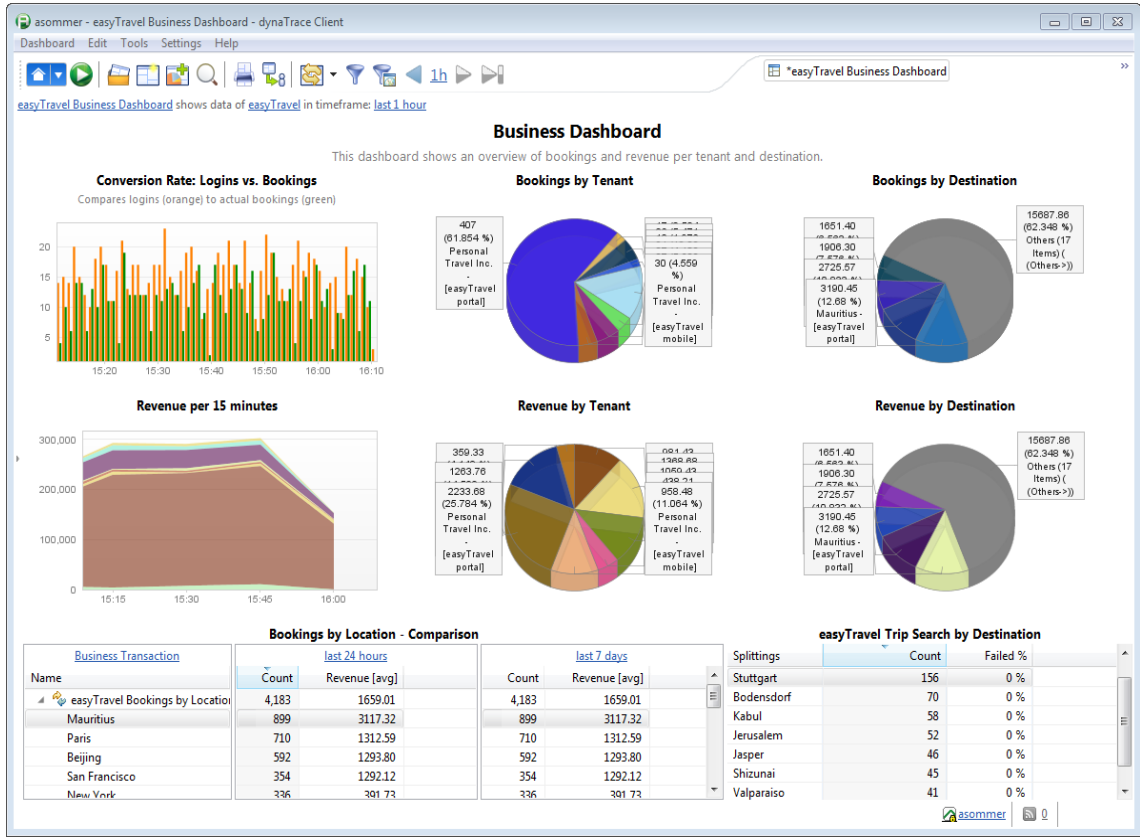 asommer - easyTravel Business Dashboard - dynaTrace Client
Dashboard Edit Tools Settings Help
1h
*easyTravel Business Dashboard
easyTravel Business Dashboard shows data of easyTravel in timeframe: last 1 hour
Business Dashboard
This dashboard shows an overview of bookings and revenue per tenant and destination.
Conversion Rate: Logins vs. Bookings
Compares logins (orange) to actual bookings (green)
20
15
10
5
15:20 15:30 15:40 15:50 16:00 16:10
Bookings by Tenant
407
(61.854 %)
Personal
Travel Inc.
-
[easyTravel
portal]
30 (4.559
%)
Personal
Travel Inc.
-
[easyTravel
mobile]
Bookings by Destination
1651.40
1906.30
2725.57
3190.45
(12.68 %)
Mauritius -
[easyTravel
portal]
15687.86
(62.348 %)
Others (17
Items) (
(Others->))
Revenue per 15 minutes
300,000
200,000
100,000
0
15:15 15:30 15:45 16:00
Revenue by Tenant
359.33
1263.76
2233.68
(25.784 %)
Personal
Travel Inc.
-
[easyTravel
portal]
958.48
(11.064 %)
Personal
Travel Inc.
-
[easyTravel
mobile]
Revenue by Destination
1651.40
1906.30
2725.57
3190.45
(12.68 %)
Mauritius -
[easyTravel
portal]
15687.86
(62.348 %)
Others (17
Items) (
(Others->))
Bookings by Location - Comparison
Business Transaction last 24 hours last 7 days
Name Count Revenue [avg] Count Revenue [avg]
easyTravel Bookings by Location 4,183 1659.01 4,183 1659.01
Mauritius 899 3117.32 899 3117.32
Paris 710 1312.59 710 1312.59
Beijing 592 1293.80 592 1293.80
San Francisco 354 1292.12 354 1292.12
New York 336 391.73 336 391.73
easyTravel Trip Search by Destination
Splittings Count Failed %
Stuttgart 156 0 %
Bodensdorf 70 0 %
Kabul 58 0 %
Jerusalem 52 0 %
Jasper 46 0 %
Shizunai 45 0 %
Valparaiso 41 0 %
asommer 0